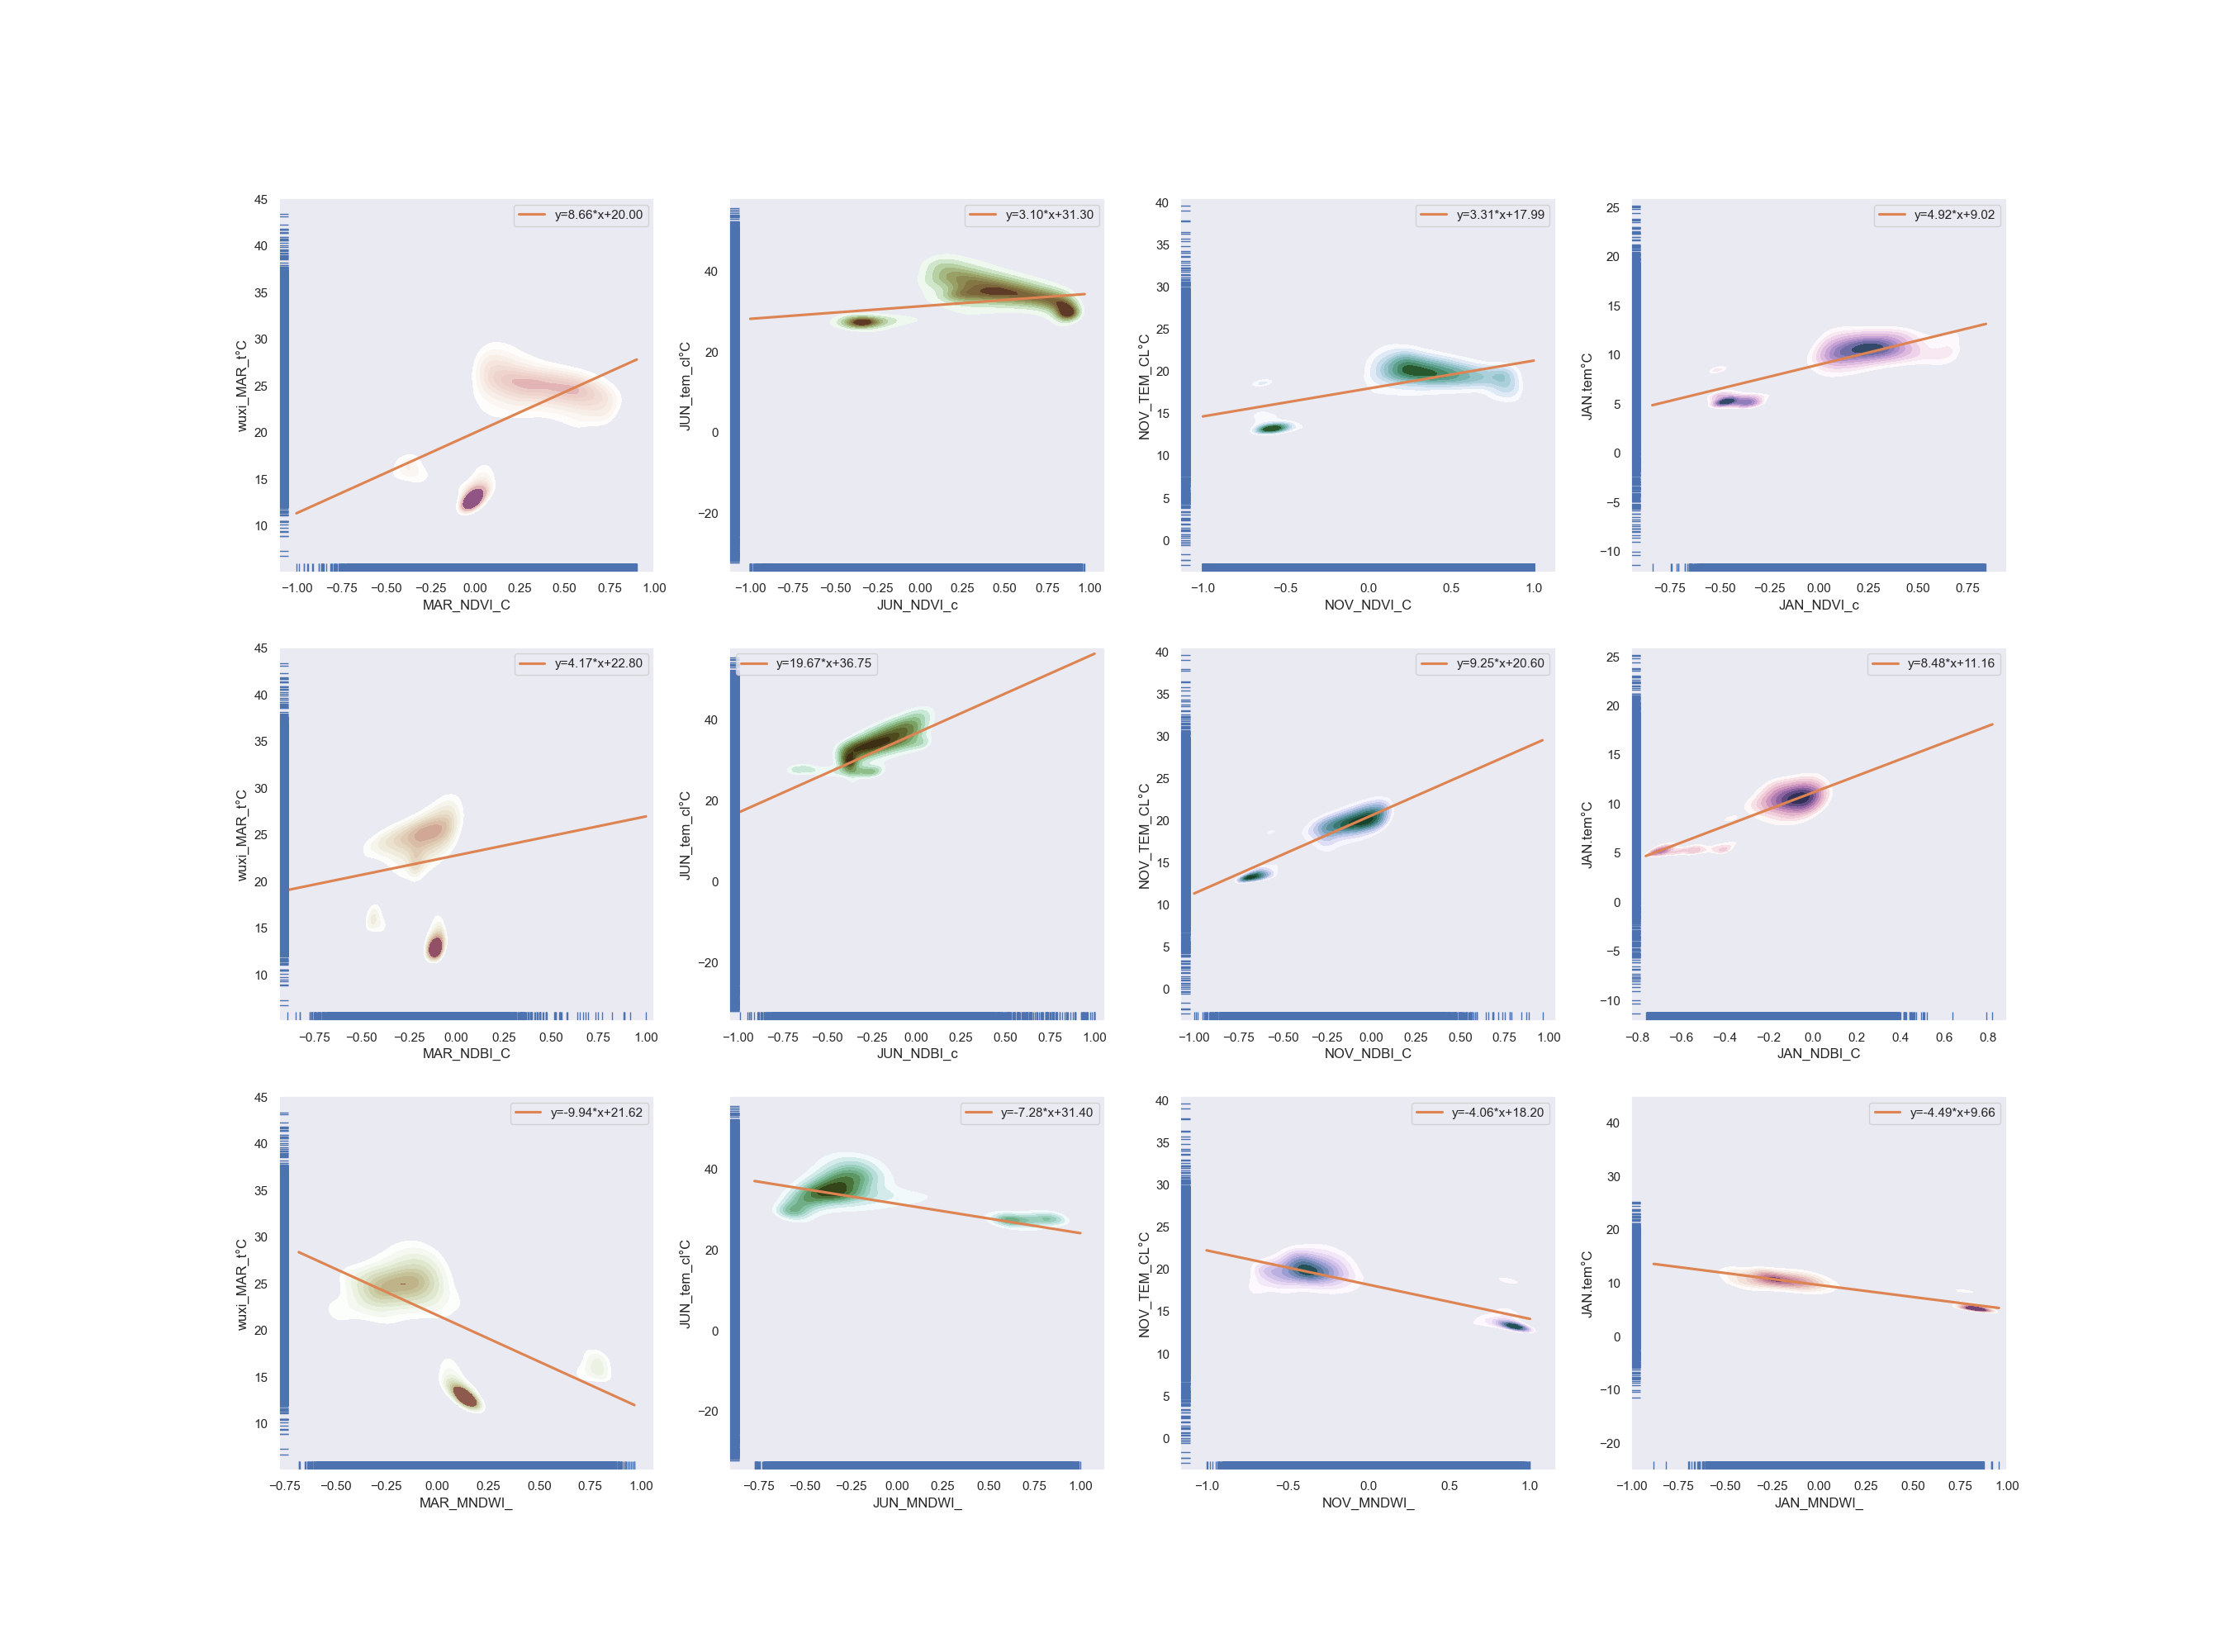 45
40
35
30
25
20
15
10
wuxi_MAR_t°C
y=8.66*x+20.00
−1.00 −0.75 −0.50 −0.25 0.00 0.25 0.50 0.75 1.00
MAR_NDVI_C
40
20
0
−20
JUN_tem_cl°C
y=3.10*x+31.30
−1.00 −0.75 −0.50 −0.25 0.00 0.25 0.50 0.75 1.00
JUN_NDVI_c
40
35
30
25
20
15
10
5
0
NOV_TEM_CL°C
y=3.31*x+17.99
−1.0 −0.5 0.0 0.5 1.0
NOV_NDVI_C
25
20
15
10
5
0
−5
−10
JAN.tem°C
y=4.92*x+9.02
−0.75 −0.50 −0.25 0.00 0.25 0.50 0.75
JAN_NDVI_c
45
40
35
30
25
20
15
10
wuxi_MAR_t°C
y=4.17*x+22.80
−0.75 −0.50 −0.25 0.00 0.25 0.50 0.75 1.00
MAR_NDBI_C
40
20
0
−20
JUN_tem_cl°C
y=19.67*x+36.75
−1.00 −0.75 −0.50 −0.25 0.00 0.25 0.50 0.75 1.00
JUN_NDBI_c
40
35
30
25
20
15
10
5
0
NOV_TEM_CL°C
y=9.25*x+20.60
−1.00 −0.75 −0.50 −0.25 0.00 0.25 0.50 0.75 1.00
NOV_NDBI_C
25
20
15
10
5
0
−5
−10
JAN.tem°C
y=8.48*x+11.16
−0.8 −0.6 −0.4 −0.2 0.0 0.2 0.4 0.6 0.8
JAN_NDBI_C
45
40
35
30
25
20
15
10
wuxi_MAR_t°C
y=-9.94*x+21.62
−0.75 −0.50 −0.25 0.00 0.25 0.50 0.75 1.00
MAR_MNDWI_
40
20
0
−20
JUN_tem_cl°C
y=-7.28*x+31.40
−0.75 −0.50 −0.25 0.00 0.25 0.50 0.75 1.00
JUN_MNDWI_
40
35
30
25
20
15
10
5
0
NOV_TEM_CL°C
y=-4.06*x+18.20
−1.0 −0.5 0.0 0.5 1.0
NOV_MNDWI_
40
30
20
10
0
−10
−20
JAN.tem°C
y=-4.49*x+9.66
−1.00 −0.75 −0.50 −0.25 0.00 0.25 0.50 0.75 1.00
JAN_MNDWI_